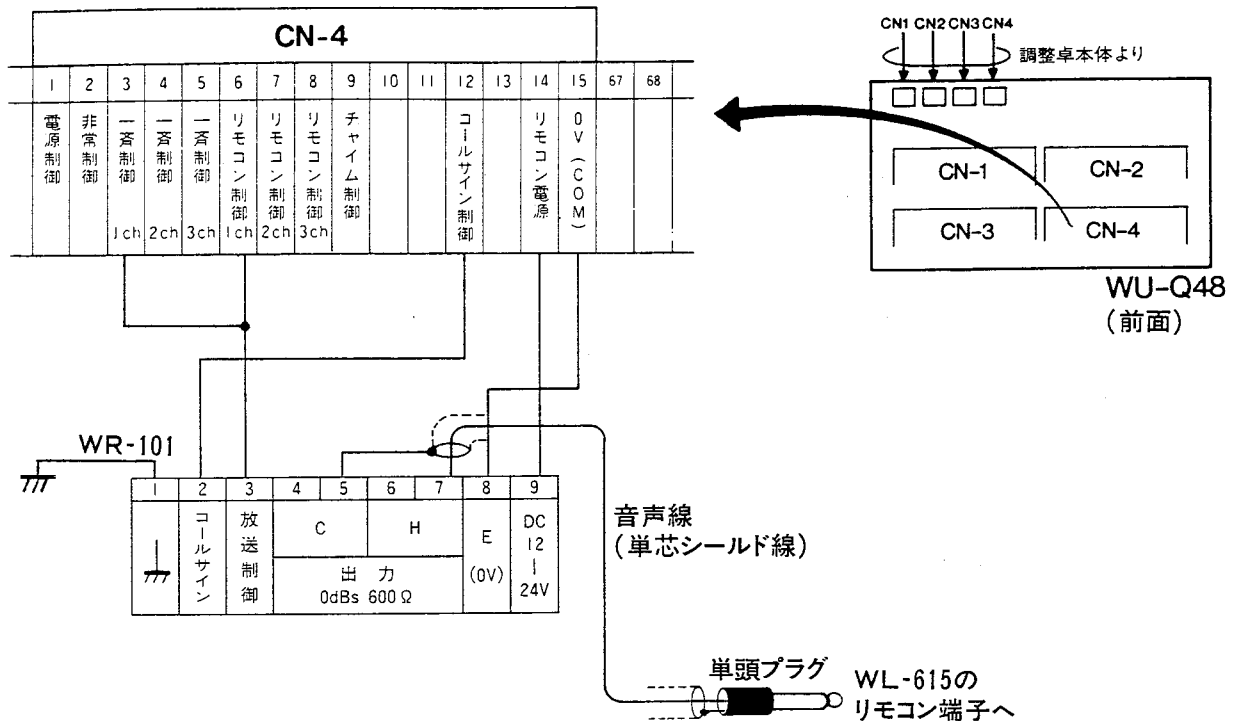 CN-4
1 2 3 4 5 6 7 8 9 10 11 12 13 14 15 67 68
電源制御
非常制御
一斉制御 1ch
一斉制御 2ch
一斉制御 3ch
リモコン制御 1ch
リモコン制御 2ch
リモコン制御 3ch
チャイム制御
コールサイン制御
リモコン電源
0V(COM)
CN1 CN2 CN3 CN4
調整卓本体より
CN-1 CN-2
CN-3 CN-4
WU-Q48
(前面)
WR-101
1 2 3 4 5 6 7 8 9
コールサイン
放送制御
C
H
出力
0dBs 600Ω
E
(0V)
DC
12
|
24V
音声線
(単芯シールド線)
単頭プラグ
WL-615の
リモコン端子へ